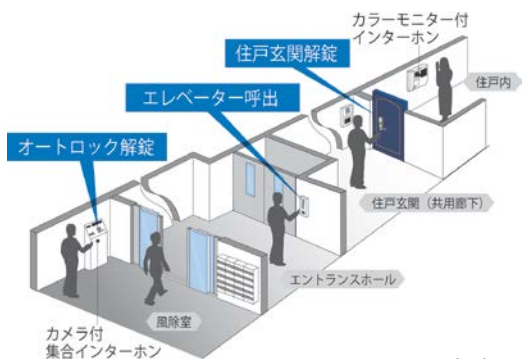 カラーモニター付
インターホン
住戸玄関解錠
住戸内
エレベーター呼出
オートロック解錠
住戸玄関（共用廊下）
エントランスホール
風除室
カメラ付
集合インターホン